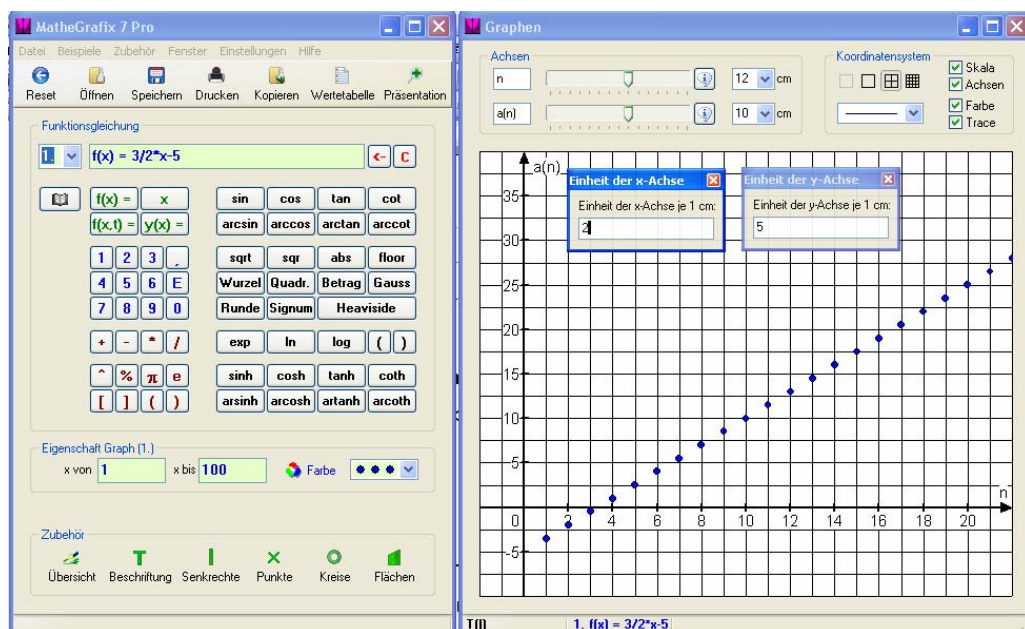 MatheGrafix 7 Pro
Datei Beispiele Zubehör Fenster Einstellungen Hilfe
Reset Öffnen Speichern Drucken Kopieren Wertetabelle Präsentation
Funktionsgleichung
1. f(x) = 3/2*x-5 <- C
f(x) = x sin cos tan cot
f(x,t) = y(x) = arcsin arccos arctan arccot
1 2 3 , sqrt sqr abs floor
4 5 6 E Wurzel Quadr. Betrag Gauss
7 8 9 0 Runde Signum Heaviside
+ - * / exp ln log ( )
^ % π e sinh cosh tanh coth
[ ] ( ) arsinh arcosh artanh arcoth
Eigenschaft Graph (1.)
x von 1 x bis 100 Farbe
Zubehör
Übersicht Beschriftung Senkrechte Punkte Kreise Flächen
Graphen
Achsen
n 12 cm
a(n) 10 cm
Koordinatensystem
Skala
Achsen
Farbe
Trace
a(n)
Einheit der x-Achse
Einheit der x-Achse je 1 cm:
2
Einheit der y-Achse
Einheit der y-Achse je 1 cm:
5
35
30
25
20
15
10
5
n
0 2 4 6 8 10 12 14 16 18 20
-5
1. f(x) = 3/2*x-5